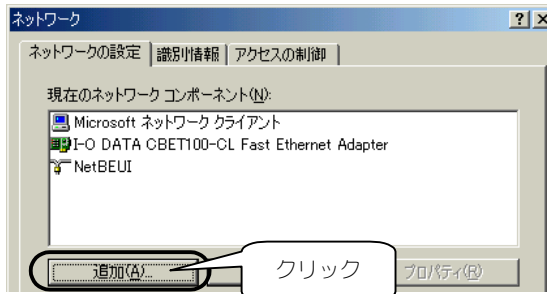 ネットワーク
ネットワークの設定 識別情報 アクセスの制御
現在のネットワーク コンポーネント(N):
Microsoft ネットワーク クライアント
I-O DATA CBET100-CL Fast Ethernet Adapter
NetBEUI
追加(A)... クリック プロパティ(R)